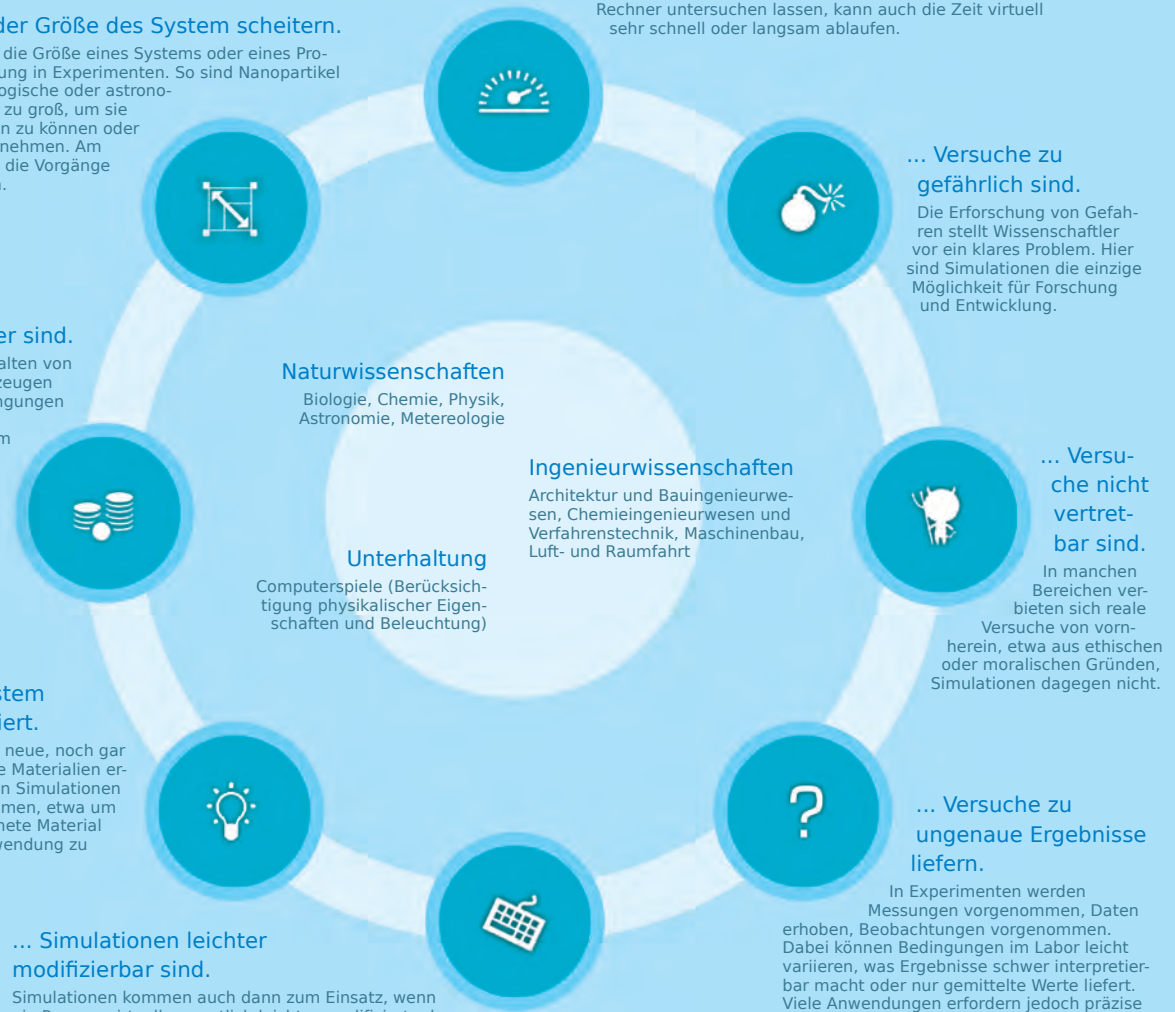 der Größe des System scheitern.
die Größe eines Systems oder eines Pro-
ung in Experimenten. So sind Nanopartikel
ogische oder astrono-
zu groß, um sie
n zu können oder
nehmen. Am
die Vorgänge
Rechner untersuchen lassen, kann auch die Zeit virtuell
sehr schnell oder langsam ablaufen.
... Versuche zu
gefährlich sind.
Die Erforschung von Gefah-
ren stellt Wissenschaftler
vor ein klares Problem. Hier
sind Simulationen die einzige
Möglichkeit für Forschung
und Entwicklung.
er sind.
alten von
zeugen
ngungen
m
Naturwissenschaften
Biologie, Chemie, Physik,
Astronomie, Metereologie
Ingenieurwissenschaften
Architektur und Bauingenieurwe-
sen, Chemieingenieurwesen und
Verfahrenstechnik, Maschinenbau,
Luft- und Raumfahrt
Unterhaltung
Computerspiele (Berücksich-
tigung physikalischer Eigen-
schaften und Beleuchtung)
... Versu-
che nicht
vertret-
bar sind.
In manchen
Bereichen ver-
bieten sich reale
Versuche von vorn-
herein, etwa aus ethischen
oder moralischen Gründen,
Simulationen dagegen nicht.
stem
iert.
neue, noch gar
e Materialien er-
n Simulationen
men, etwa um
nete Material
wendung zu
... Versuche zu
ungenaue Ergebnisse
liefern.
In Experimenten werden
Messungen vorgenommen, Daten
erhoben, Beobachtungen vorgenommen.
Dabei können Bedingungen im Labor leicht
variieren, was Ergebnisse schwer interpretier-
bar macht oder nur gemittelte Werte liefert.
Viele Anwendungen erfordern jedoch präzise
... Simulationen leichter
modifizierbar sind.
Simulationen kommen auch dann zum Einsatz, wenn